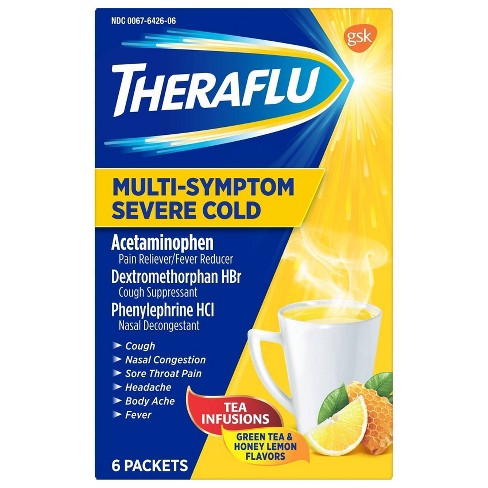 NDC 0067-6426-06
gsk
THERAFLU
MULTI-SYMPTOM
SEVERE COLD
Acetaminophen
Pain Reliever/Fever Reducer
Dextromethorphan HBr
Cough Suppressant
Phenylephrine HCl
Nasal Decongestant
Cough
Nasal Congestion
Sore Throat Pain
Headache
Body Ache
Fever
TEA
INFUSIONS
GREEN TEA &
HONEY LEMON
FLAVORS
6 PACKETS